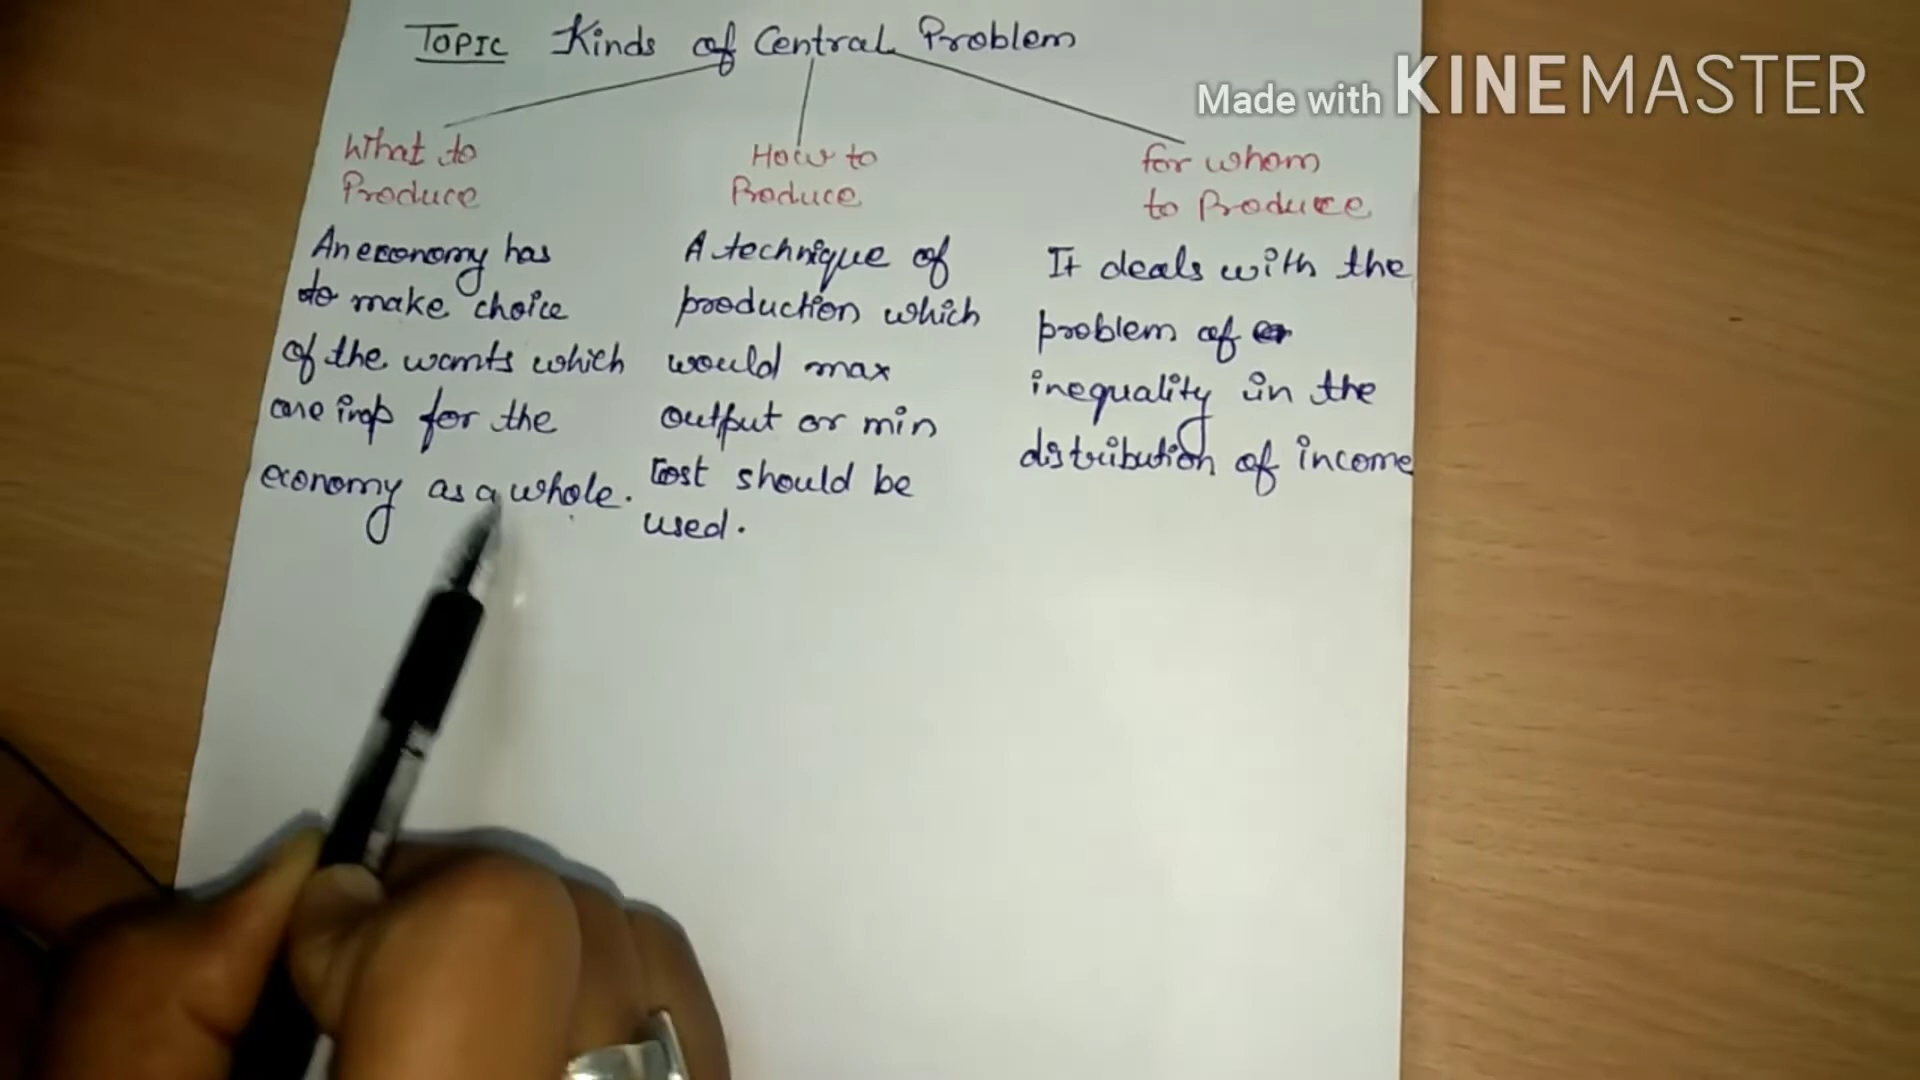 TOPIC Kinds of Central Problem
Made with KINEMASTER
What to
Produce
An economy has
to make choice
of the wants which
are imp for the
economy as a whole.
How to
Produce
A technique of
production which
would max
output or min
cost should be
used.
for whom
to Produce
It deals with the
problem of
inequality in the
distribution of income